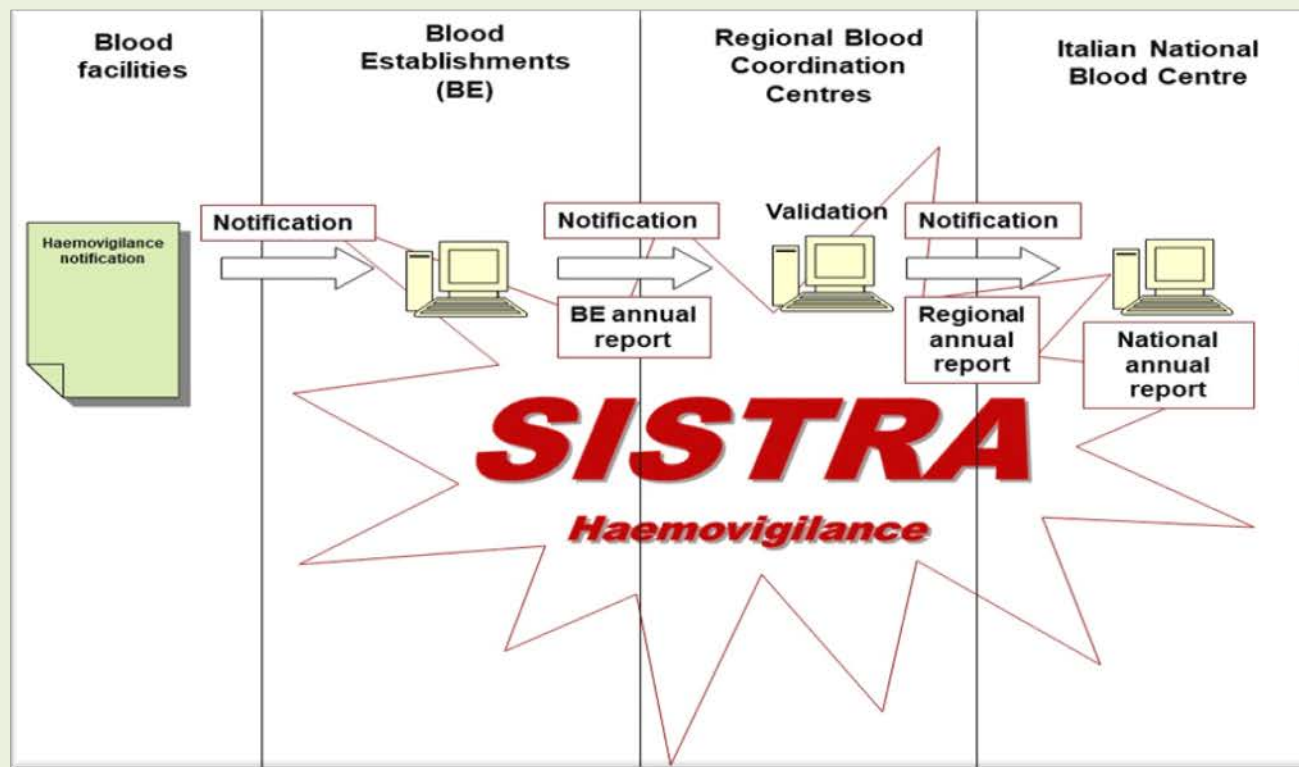 Blood
facilities
Blood
Establishments
(BE)
Regional Blood
Coordination
Centres
Italian National
Blood Centre
Haemovigilance
notification
Notification
Notification
BE annual
report
Validation
Notification
Regional
annual
report
National
annual
report
SISTRA
Haemovigilance